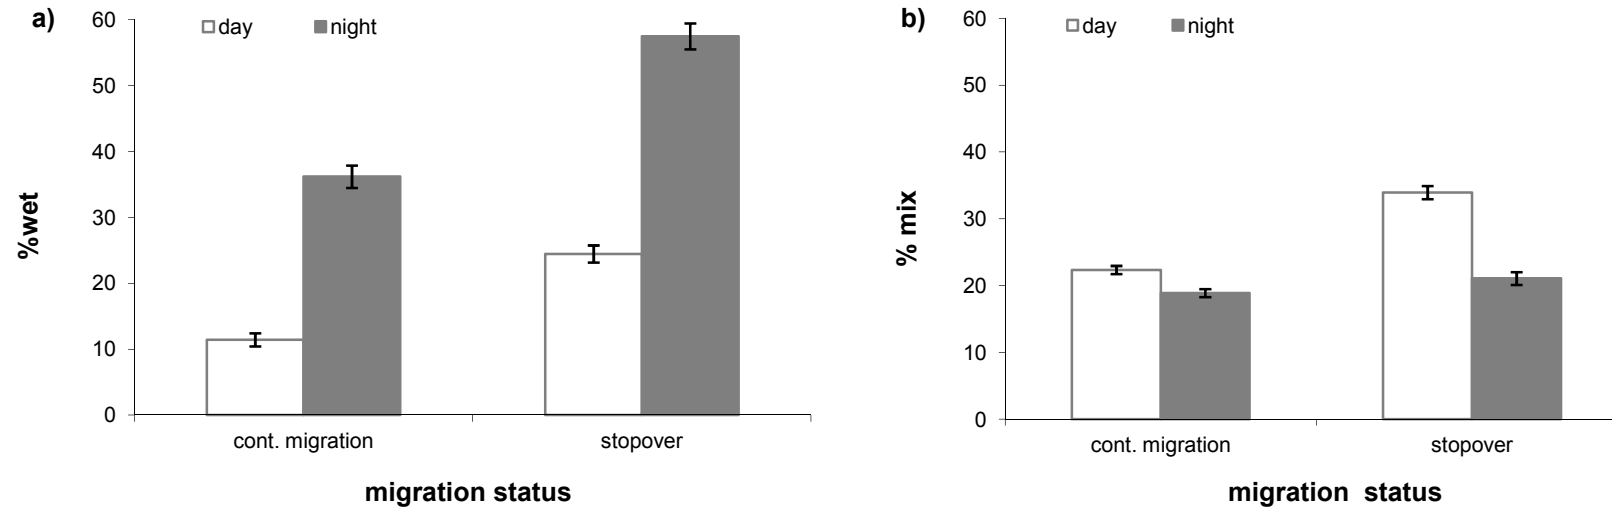 a)
day
night
60
50
40
30
20
10
0
%wet
cont. migration
stopover
migration status
b)
day
night
60
50
40
30
20
10
0
% mix
cont. migration
stopover
migration status